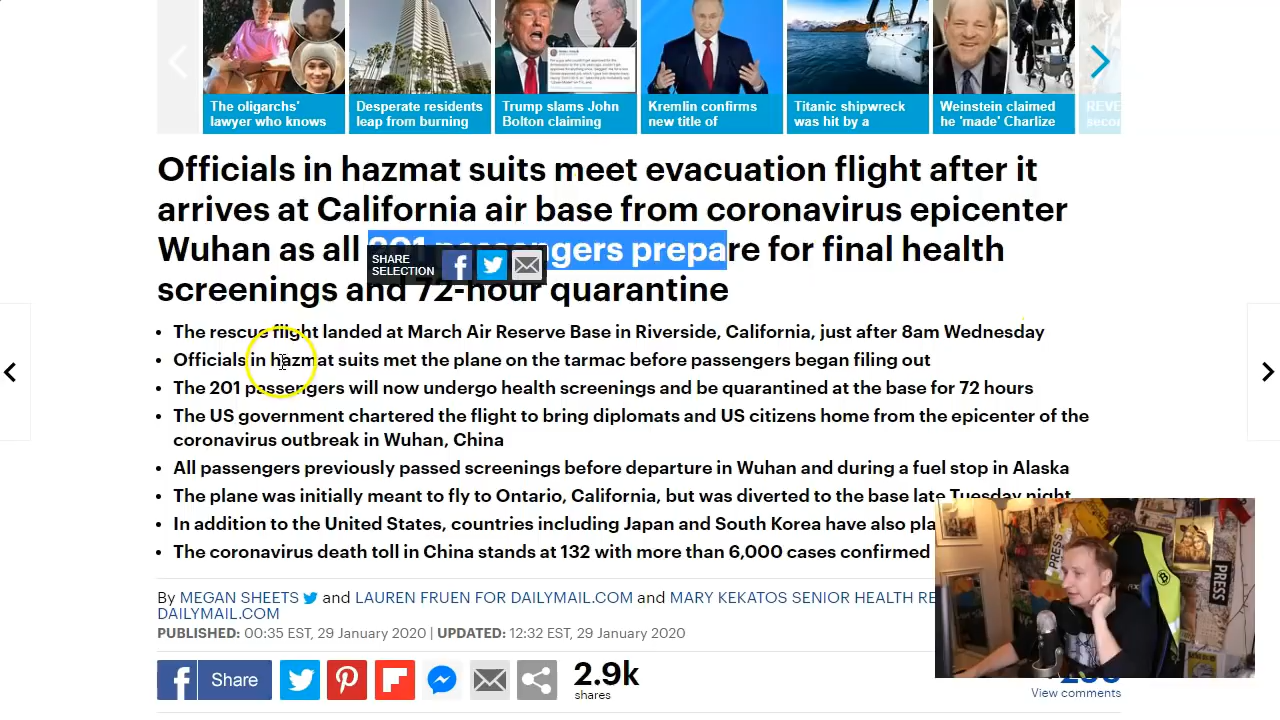 The oligarchs'
lawyer who knows
Desperate residents
leap from burning
Trump slams John
Bolton claiming
Kremlin confirms
new title of
Titanic shipwreck
was hit by a
Weinstein claimed
he 'made' Charlize
Officials in hazmat suits meet evacuation flight after it
arrives at California air base from coronavirus epicenter
Wuhan as all 201 passengers prepare for final health
screenings and 72-hour quarantine
SHARE
SELECTION
• The rescue flight landed at March Air Reserve Base in Riverside, California, just after 8am Wednesday
• Officials in hazmat suits met the plane on the tarmac before passengers began filing out
• The 201 passengers will now undergo health screenings and be quarantined at the base for 72 hours
• The US government chartered the flight to bring diplomats and US citizens home from the epicenter of the
coronavirus outbreak in Wuhan, China
• All passengers previously passed screenings before departure in Wuhan and during a fuel stop in Alaska
• The plane was initially meant to fly to Ontario, California, but was diverted to the base late Tuesday night
• In addition to the United States, countries including Japan and South Korea have also
• The coronavirus death toll in China stands at 132 with more than 6,000 cases confirmed
By MEGAN SHEETS and LAUREN FRUEN FOR DAILYMAIL.COM and MARY KEKATOS SENIOR HEALTH
DAILYMAIL.COM
PUBLISHED: 00:35 EST, 29 January 2020 | UPDATED: 12:32 EST, 29 January 2020
Share
2.9k
shares
View comments
PRESS
PRESS